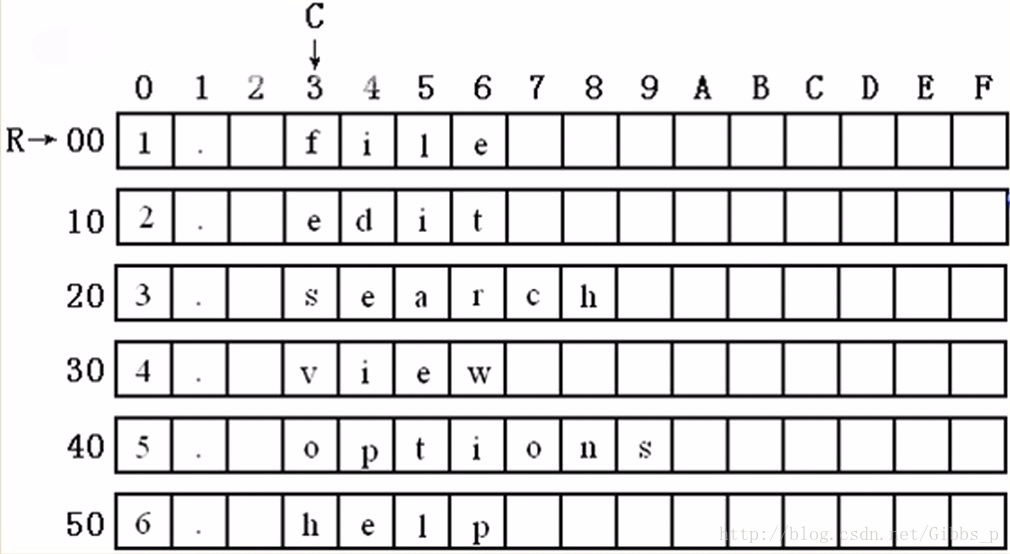 C
↓
0 1 2 3 4 5 6 7 8 9 A B C D E F
R→ 00 1 . f i l e
10 2 . e d i t
20 3 . s e a r c h
30 4 . v i e w
40 5 . o p t i o n s
50 6 . h e l p
http://blog.csdn.net/Gibbs_p